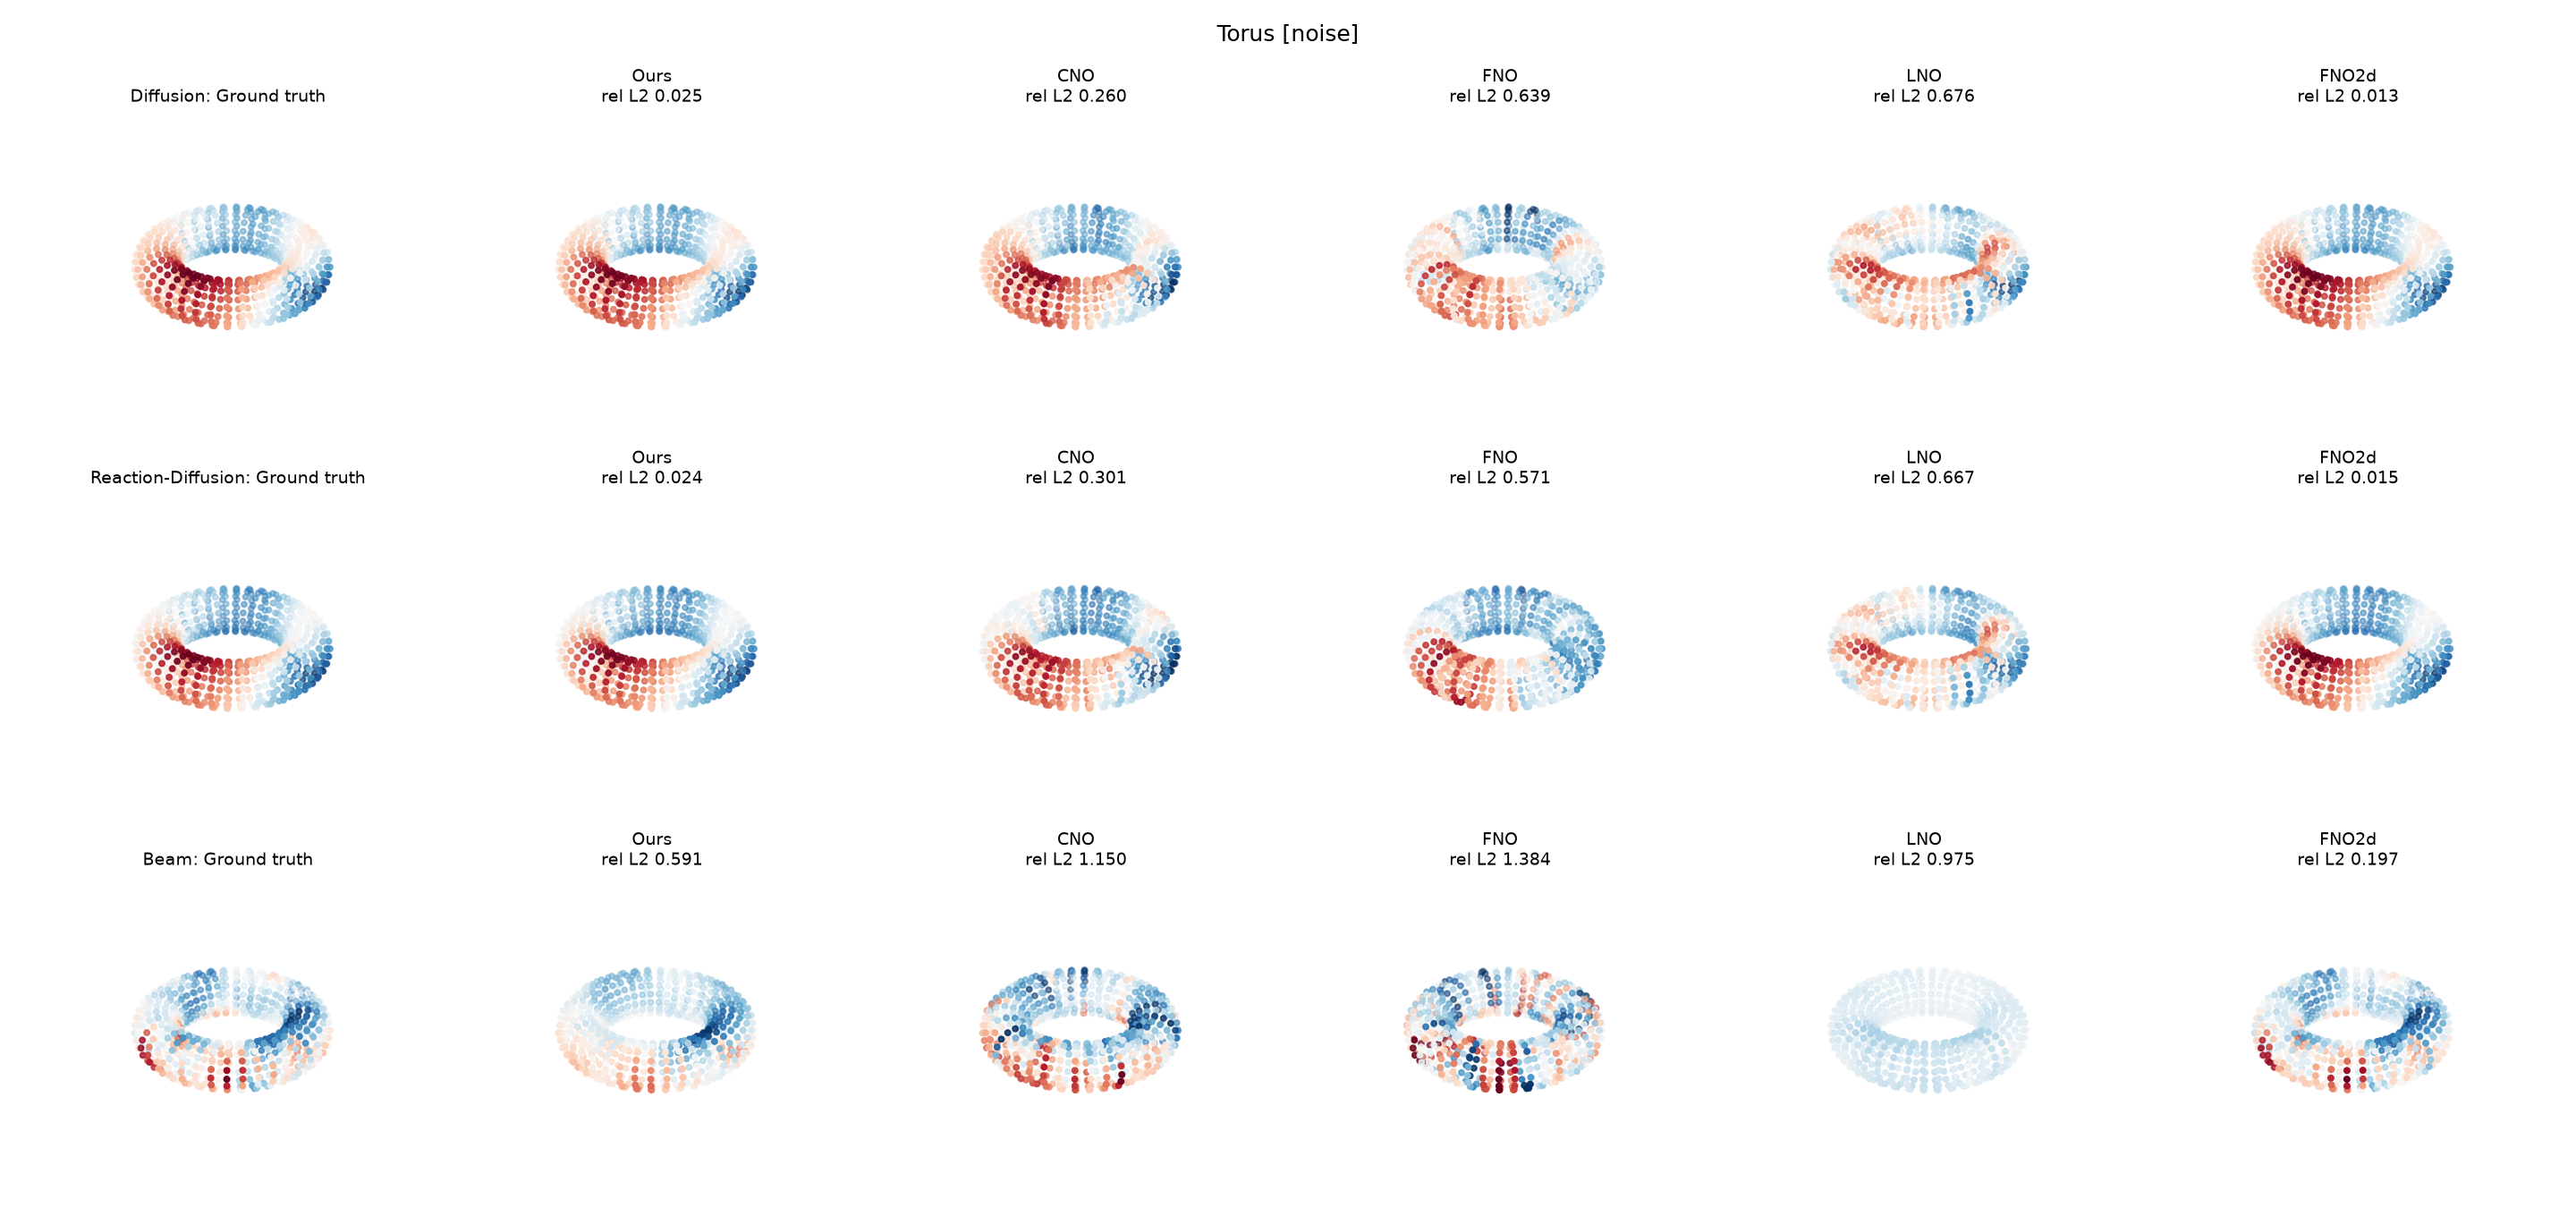 Torus [noise]
Diffusion: Ground truth
Ours
rel L2 0.025
CNO
rel L2 0.260
FNO
rel L2 0.639
LNO
rel L2 0.676
FNO2d
rel L2 0.013
Reaction-Diffusion: Ground truth
Ours
rel L2 0.024
CNO
rel L2 0.301
FNO
rel L2 0.571
LNO
rel L2 0.667
FNO2d
rel L2 0.015
Beam: Ground truth
Ours
rel L2 0.591
CNO
rel L2 1.150
FNO
rel L2 1.384
LNO
rel L2 0.975
FNO2d
rel L2 0.197